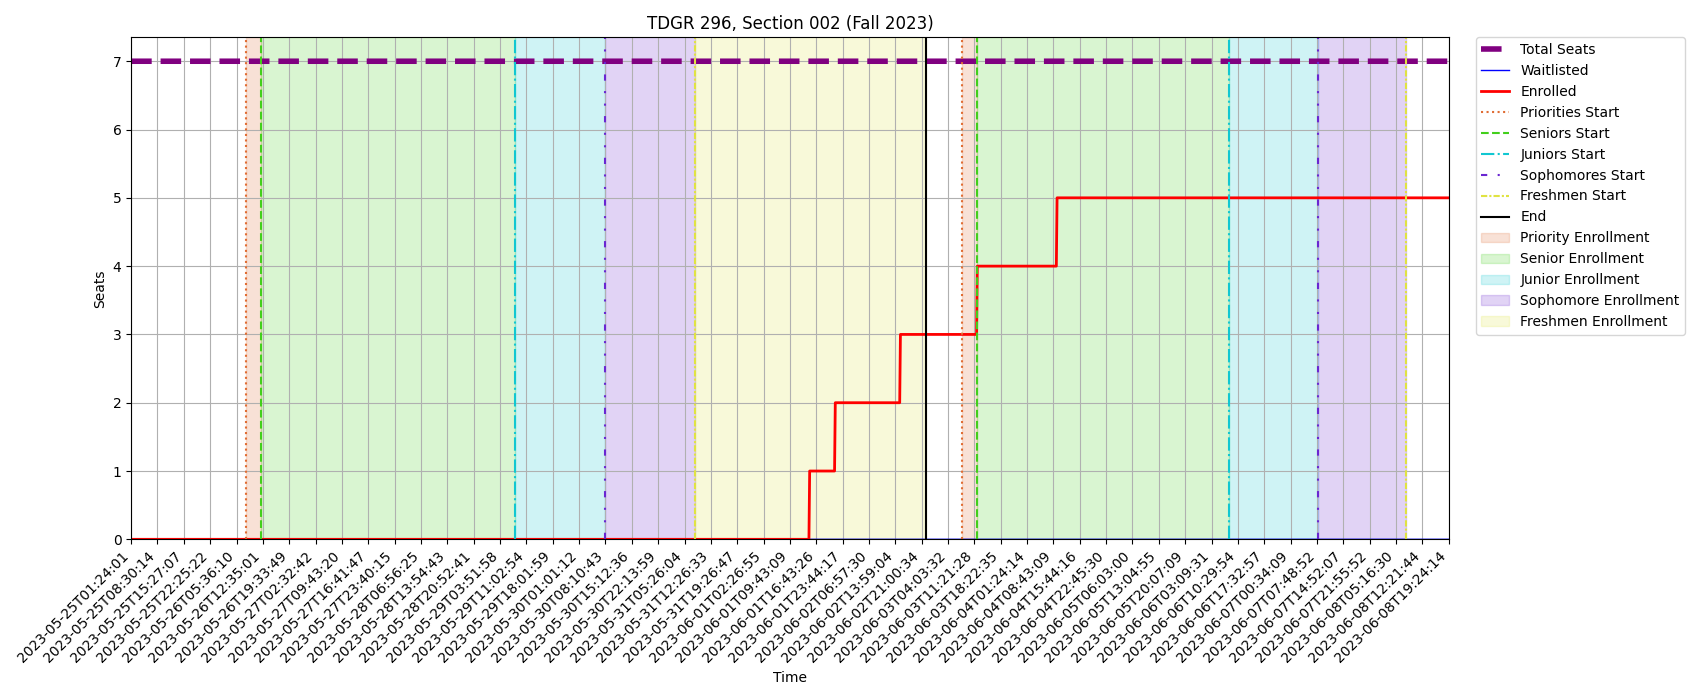 TDGR 296, Section 002 (Fall 2023)
Seats
7
6
5
4
3
2
1
0
2023-05-25T01:24:01
2023-05-25T08:30:14
2023-05-25T15:27:07
2023-05-25T22:25:22
2023-05-26T05:36:10
2023-05-26T12:35:01
2023-05-26T19:33:49
2023-05-27T02:32:42
2023-05-27T09:43:20
2023-05-27T16:41:47
2023-05-27T23:40:15
2023-05-28T06:56:25
2023-05-28T13:54:43
2023-05-28T20:52:41
2023-05-29T03:51:58
2023-05-29T11:02:54
2023-05-29T18:01:59
2023-05-30T01:01:12
2023-05-30T08:10:43
2023-05-30T15:12:36
2023-05-30T22:13:59
2023-05-31T05:26:04
2023-05-31T12:26:33
2023-05-31T19:26:47
2023-06-01T02:26:55
2023-06-01T09:43:09
2023-06-01T16:43:26
2023-06-01T23:44:17
2023-06-02T06:57:30
2023-06-02T13:59:04
2023-06-02T21:00:34
2023-06-03T04:03:32
2023-06-03T11:21:28
2023-06-03T18:22:35
2023-06-04T01:24:14
2023-06-04T08:43:09
2023-06-04T15:44:16
2023-06-04T22:45:30
2023-06-05T06:03:00
2023-06-05T13:04:55
2023-06-05T20:07:09
2023-06-06T03:09:31
2023-06-06T10:29:54
2023-06-06T17:32:57
2023-06-07T00:34:09
2023-06-07T07:48:52
2023-06-07T14:52:07
2023-06-07T21:55:52
2023-06-08T05:16:30
2023-06-08T12:21:44
2023-06-08T19:24:14
Time
Total Seats
Waitlisted
Enrolled
Priorities Start
Seniors Start
Juniors Start
Sophomores Start
Freshmen Start
End
Priority Enrollment
Senior Enrollment
Junior Enrollment
Sophomore Enrollment
Freshmen Enrollment